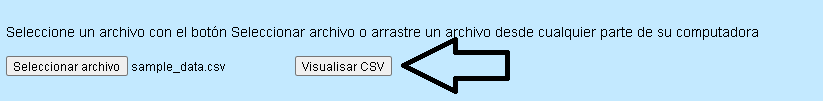 Seleccione un archivo con el botón Seleccionar archivo o arrastre un archivo desde cualquier parte de su computadora
Seleccionar archivo sample_data.csv Visualisar CSV